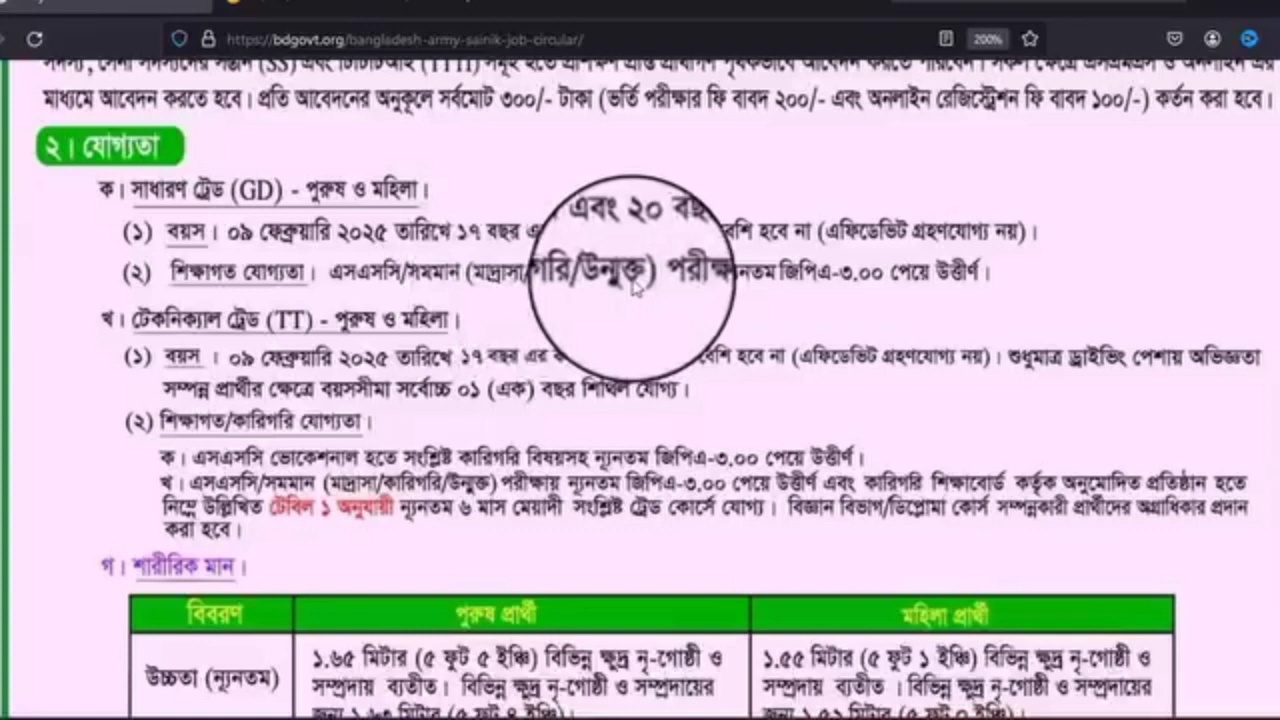 https://bdgovt.org/bangladesh-army-sainik-job-circular/
200%
মাধ্যমে আবেদন করতে হবে। প্রতি আবেদনের অনুকূলে সর্বমোট ৩০০/- টাকা (ভর্তি পরীক্ষার ফি বাবদ ২০০/- এবং অনলাইন রেজিস্ট্রেশন ফি বাবদ ১০০/-) কর্তন করা হবে।
২। যোগ্যতা
ক। সাধারণ ট্রেড (GD) - পুরুষ ও মহিলা।
(১) বয়স। ০৯ ফেব্রুয়ারি ২০২৫ তারিখে ১৭ বছর এবং ২০ হবে না (এফিডেভিট গ্রহণযোগ্য নয়)।
(২) শিক্ষাগত যোগ্যতা। এসএসসি/সমমান (মাদ্রাসা/গরি/উন্মুক্ত) জিপিএ-৩.০০ পেয়ে উত্তীর্ণ।
খ। টেকনিক্যাল ট্রেড (TT) - পুরুষ ও মহিলা।
(১) বয়স । ০৯ ফেব্রুয়ারি ২০২৫ তারিখে ১৭ বছর এর হবে না (এফিডেভিট গ্রহণযোগ্য নয়)। শুধুমাত্র ড্রাইভিং পেশায় অভিজ্ঞতা
সম্পন্ন প্রার্থীর ক্ষেত্রে বয়সসীমা সর্বোচ্চ ০১ (এক) বছর শিথিল যোগ্য।
(২) শিক্ষাগত/কারিগরি যোগ্যতা।
ক। এসএসসি ভোকেশনাল হতে সংশ্লিষ্ট কারিগরি বিষয়সহ ন্যূনতম জিপিএ-৩.০০ পেয়ে উত্তীর্ণ।
খ। এসএসসি/সমমান (মাদ্রাসা/কারিগরি/উন্মুক্ত) পরীক্ষায় ন্যূনতম জিপিএ-৩.০০ পেয়ে উত্তীর্ণ এবং কারিগরি শিক্ষাবোর্ড কর্তৃক অনুমোদিত প্রতিষ্ঠান হতে
নিম্নে উল্লিখিত টেবিল ১ অনুযায়ী ন্যূনতম ৬ মাস মেয়াদী সংশ্লিষ্ট ট্রেড কোর্সে যোগ্য। বিজ্ঞান বিভাগ/ডিপ্লোমা কোর্স সম্পন্নকারী প্রার্থীদের অগ্রাধিকার প্রদান
করা হবে।
গ। শারীরিক মান।
বিবরণ পুরুষ প্রার্থী মহিলা প্রার্থী
উচ্চতা (ন্যূনতম)
১.৬৫ মিটার (৫ ফুট ৫ ইঞ্চি) বিভিন্ন ক্ষুদ্র নৃ-গোষ্ঠী ও
সম্প্রদায় ব্যতীত। বিভিন্ন ক্ষুদ্র নৃ-গোষ্ঠী ও সম্প্রদায়ের
১.৫৫ মিটার (৫ ফুট ১ ইঞ্চি) বিভিন্ন ক্ষুদ্র নৃ-গোষ্ঠী ও
সম্প্রদায় ব্যতীত । বিভিন্ন ক্ষুদ্র নৃ-গোষ্ঠী ও সম্প্রদায়ের